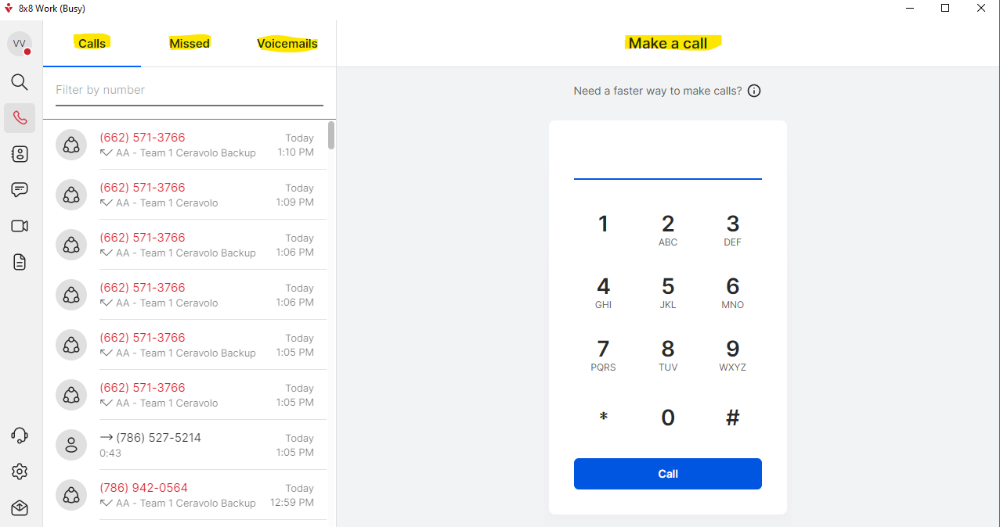 8x8 Work (Busy)
VV
Calls Missed Voicemails
Filter by number
(662) 571-3766 Today
AA - Team 1 Ceravolo Backup 1:10 PM
(662) 571-3766 Today
AA - Team 1 Ceravolo 1:09 PM
(662) 571-3766 Today
AA - Team 1 Ceravolo Backup 1:06 PM
(662) 571-3766 Today
AA - Team 1 Ceravolo 1:06 PM
(662) 571-3766 Today
AA - Team 1 Ceravolo Backup 1:05 PM
(662) 571-3766 Today
AA - Team 1 Ceravolo 1:05 PM
(786) 527-5214 Today
0:43 1:05 PM
(786) 942-0564 Today
AA - Team 1 Ceravolo Backup 12:59 PM
Make a call
Need a faster way to make calls?
1 2 3
ABC DEF
4 5 6
GHI JKL MNO
7 8 9
PQRS TUV WXYZ
* 0 #
Call